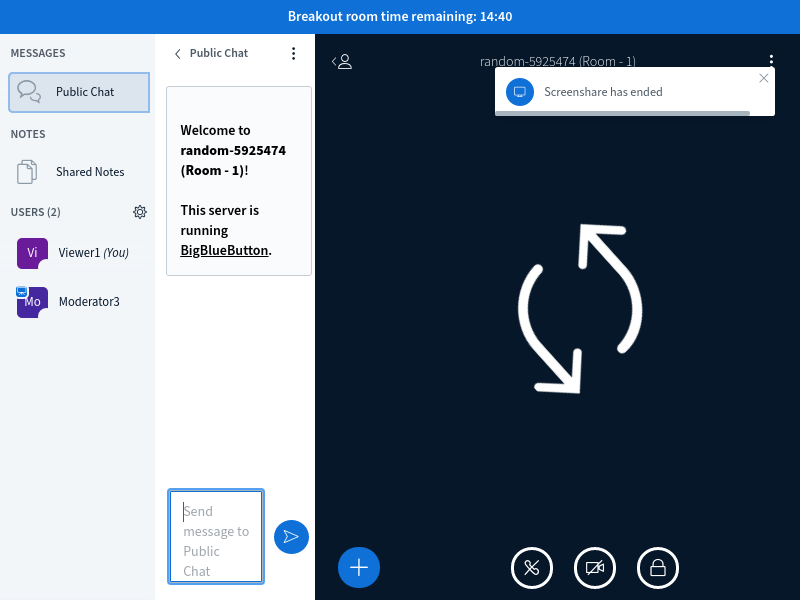 Breakout room time remaining: 14:40
MESSAGES
Public Chat
NOTES
Shared Notes
USERS (2)
Vi
Viewer1 (You)
Mo
Moderator3
Public Chat
Welcome to
random-5925474
(Room - 1)!
This server is
running
BigBlueButton.
Send
message to
Public
Chat
random-5925474 (Room - 1)
Screenshare has ended